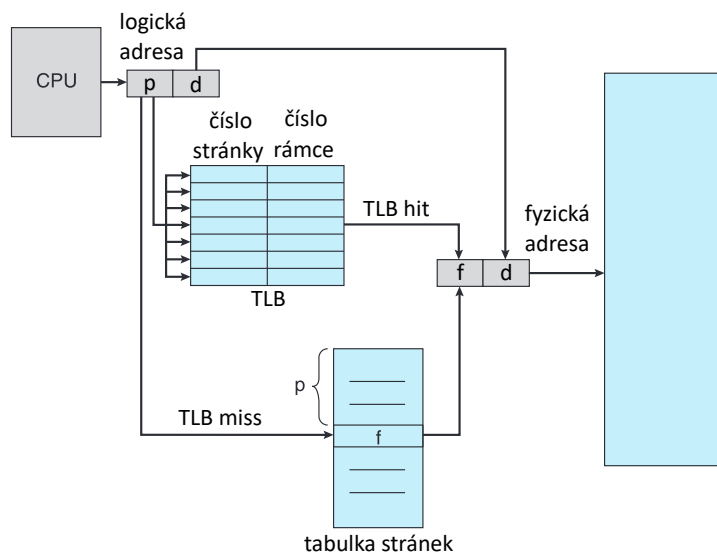 logická
adresa
CPU
p d
číslo
stránky
číslo
rámce
TLB hit
fyzická
adresa
f d
TLB
p
TLB miss
f
tabulka stránek